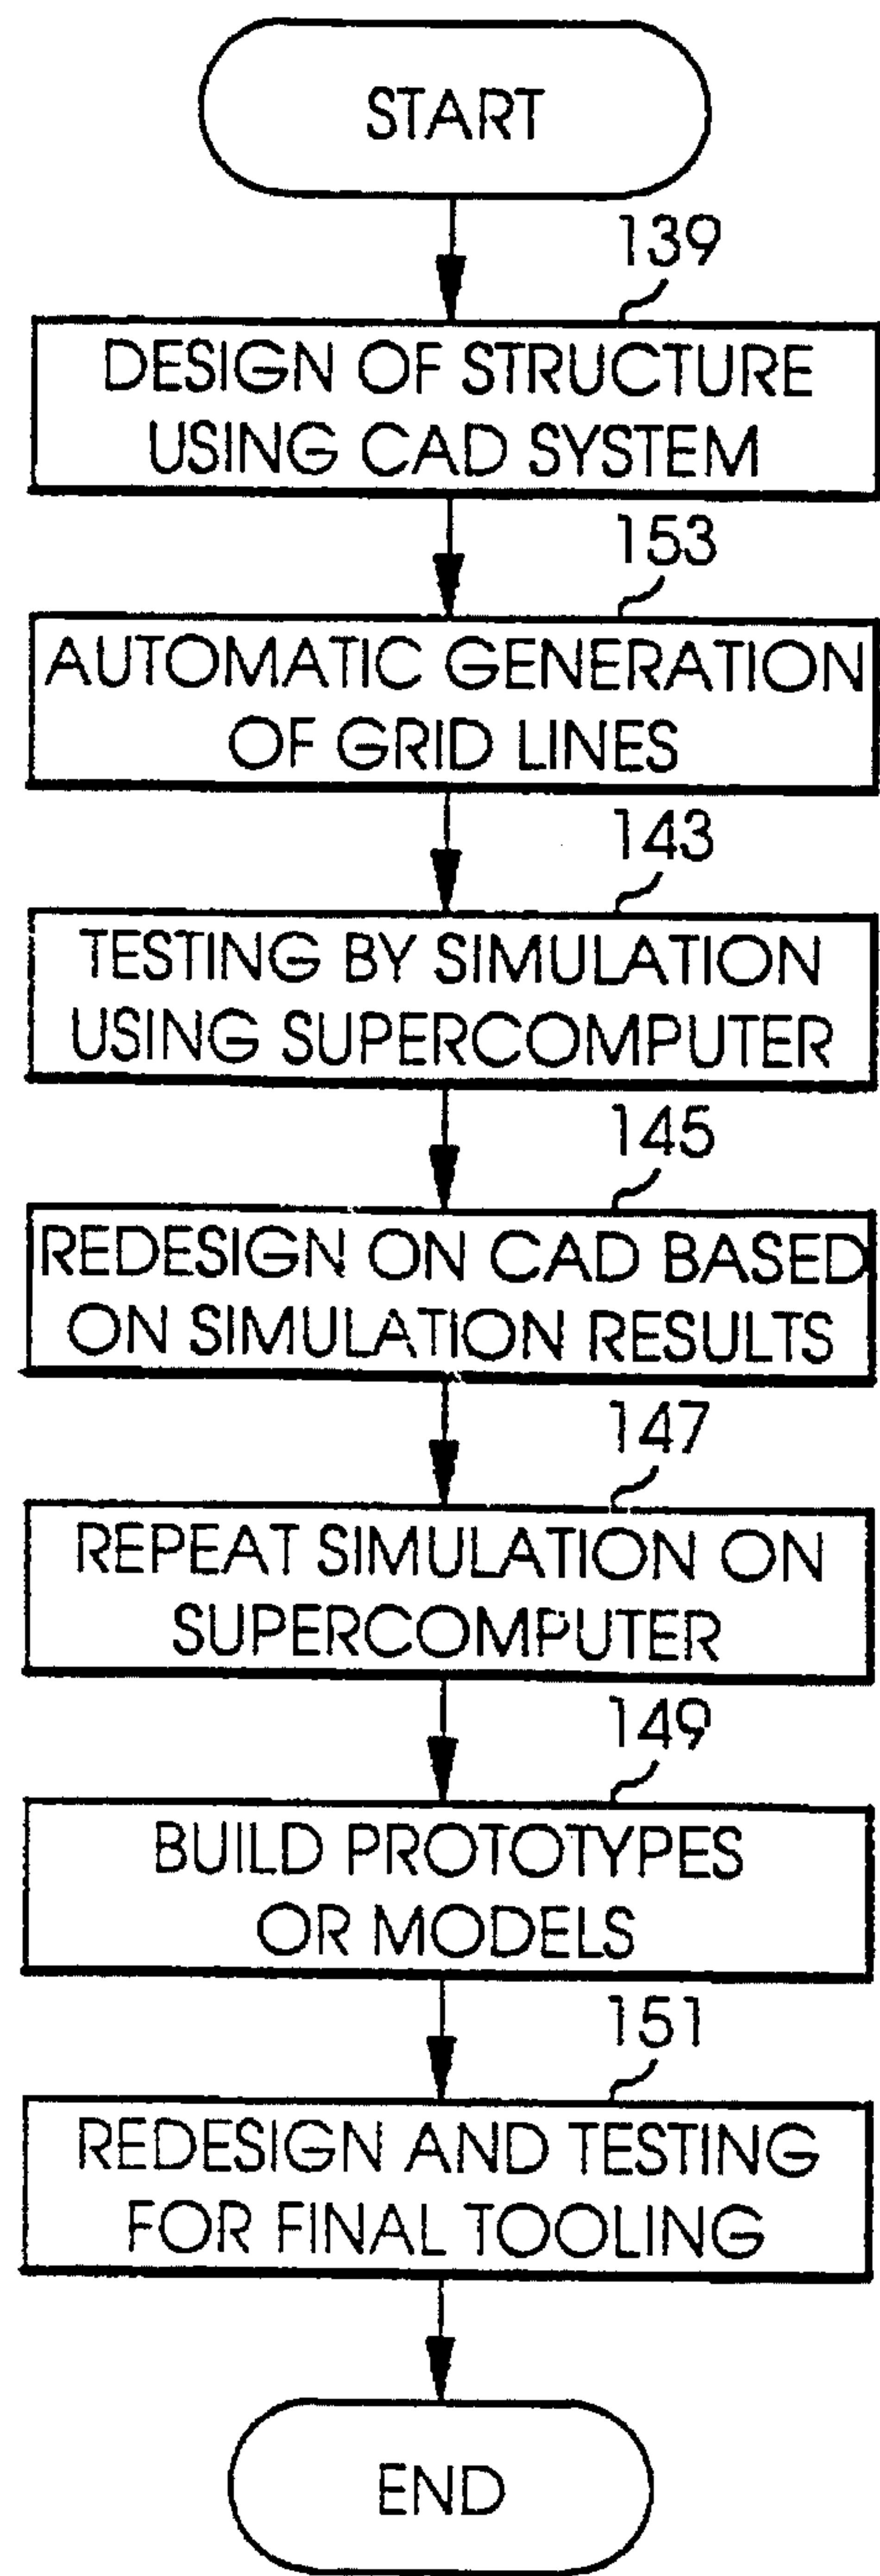 START
139
DESIGN OF STRUCTURE
USING CAD SYSTEM
153
AUTOMATIC GENERATION
OF GRID LINES
143
TESTING BY SIMULATION
USING SUPERCOMPUTER
145
REDESIGN ON CAD BASED
ON SIMULATION RESULTS
147
REPEAT SIMULATION ON
SUPERCOMPUTER
149
BUILD PROTOTYPES
OR MODELS
151
REDESIGN AND TESTING
FOR FINAL TOOLING
END